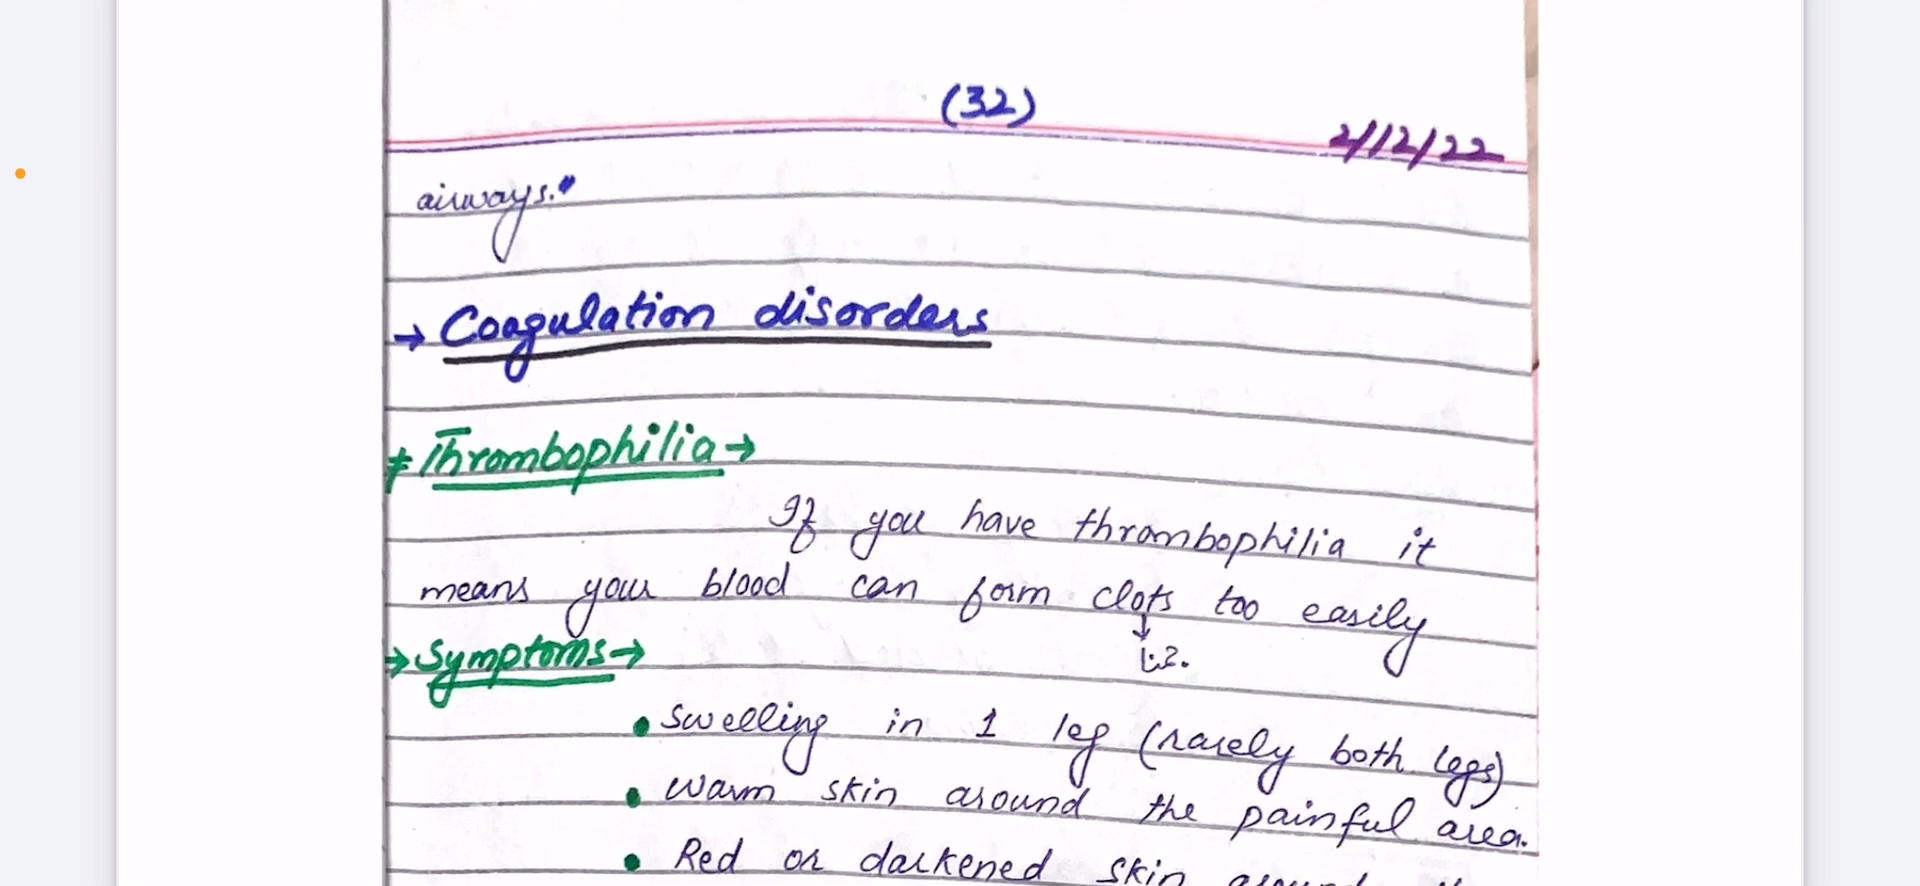 (32)
2/12/22
airways.
→ Coagulation disorders
* Thrombophilia →
If you have thrombophilia it
means your blood can form clots too easily
↓
→ Symptoms →
• Swelling in 1 leg (rarely both legs)
• Warm skin around the painful area.
• Red or darkened skin around